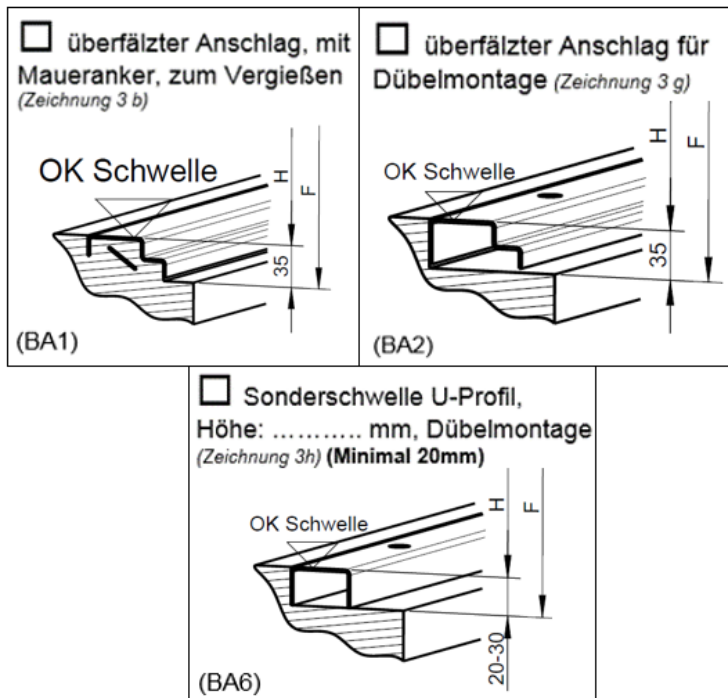 überfälzter Anschlag, mit
Maueranker, zum Vergießen
(Zeichnung 3 b)
OK Schwelle
H
F
35
(BA1)
überfälzter Anschlag für
Dübelmontage (Zeichnung 3 g)
OK Schwelle
H
F
35
(BA2)
Sonderschwelle U-Profil,
Höhe: ……….. mm, Dübelmontage
(Zeichnung 3h) (Minimal 20mm)
OK Schwelle
H
F
20-30
(BA6)